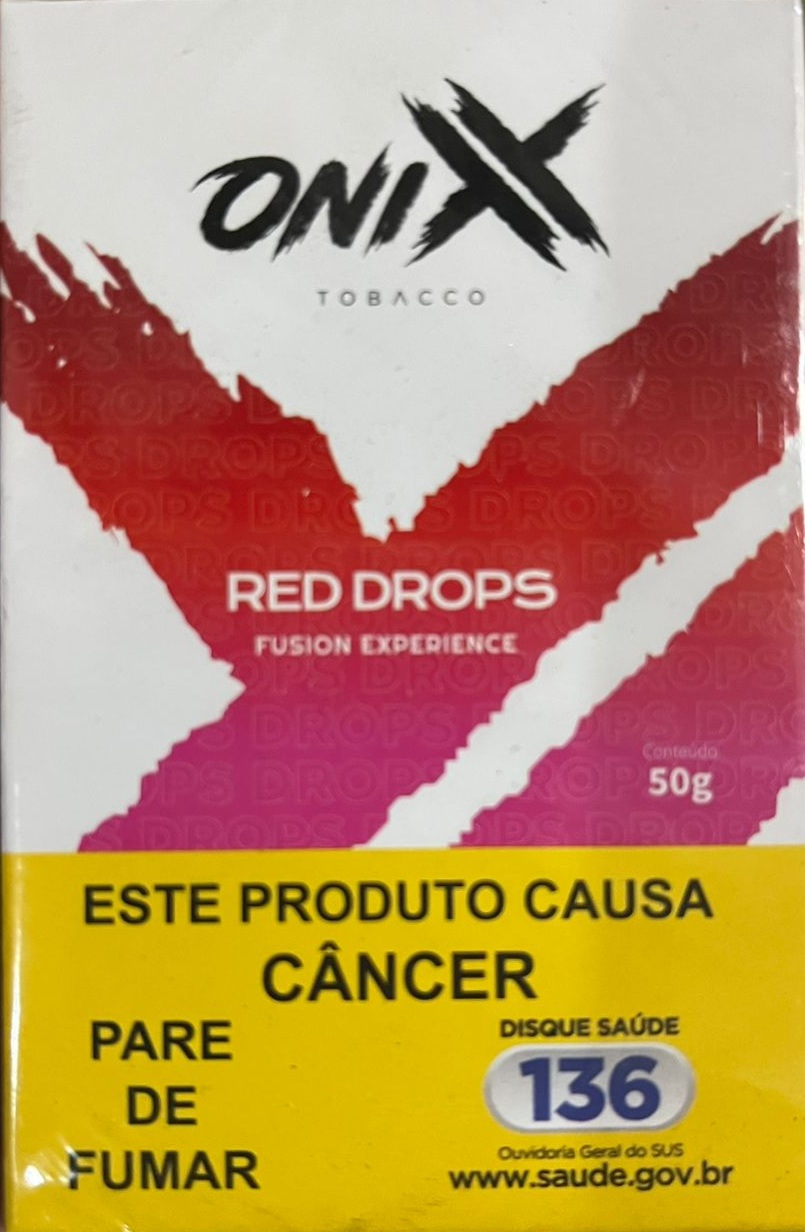 ONIX
TOBACCO
RED DROPS
FUSION EXPERIENCE
Conteúdo
50g
ESTE PRODUTO CAUSA
CÂNCER
PARE
DE
FUMAR
DISQUE SAÚDE
136
Ouvidoria Geral do SUS
www.saude.gov.br